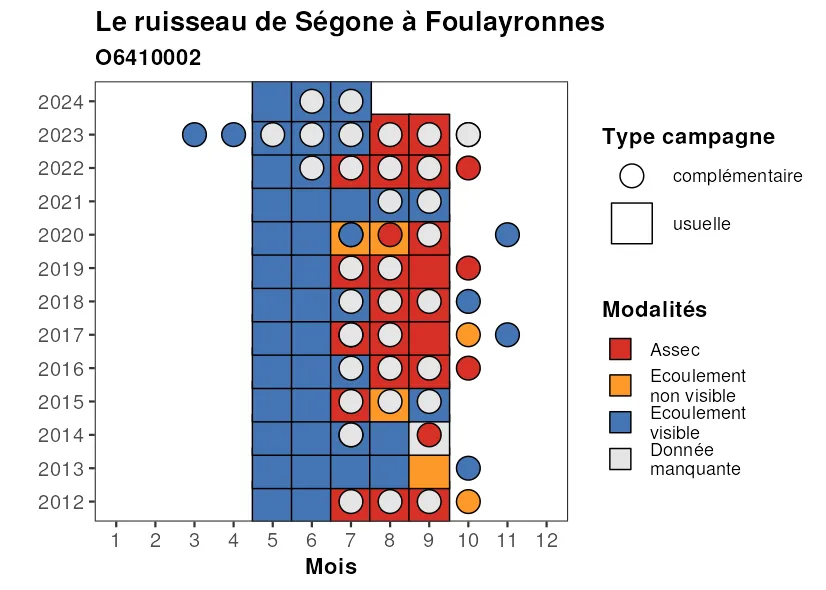 Le ruisseau de Ségone à Foulayronnes
O6410002
2024
2023
2022
2021
2020
2019
2018
2017
2016
2015
2014
2013
2012
1 2 3 4 5 6 7 8 9 10 11 12
Mois
Type campagne
complémentaire
usuelle
Modalités
Assec
Ecoulement
non visible
Ecoulement
visible
Donnée
manquante